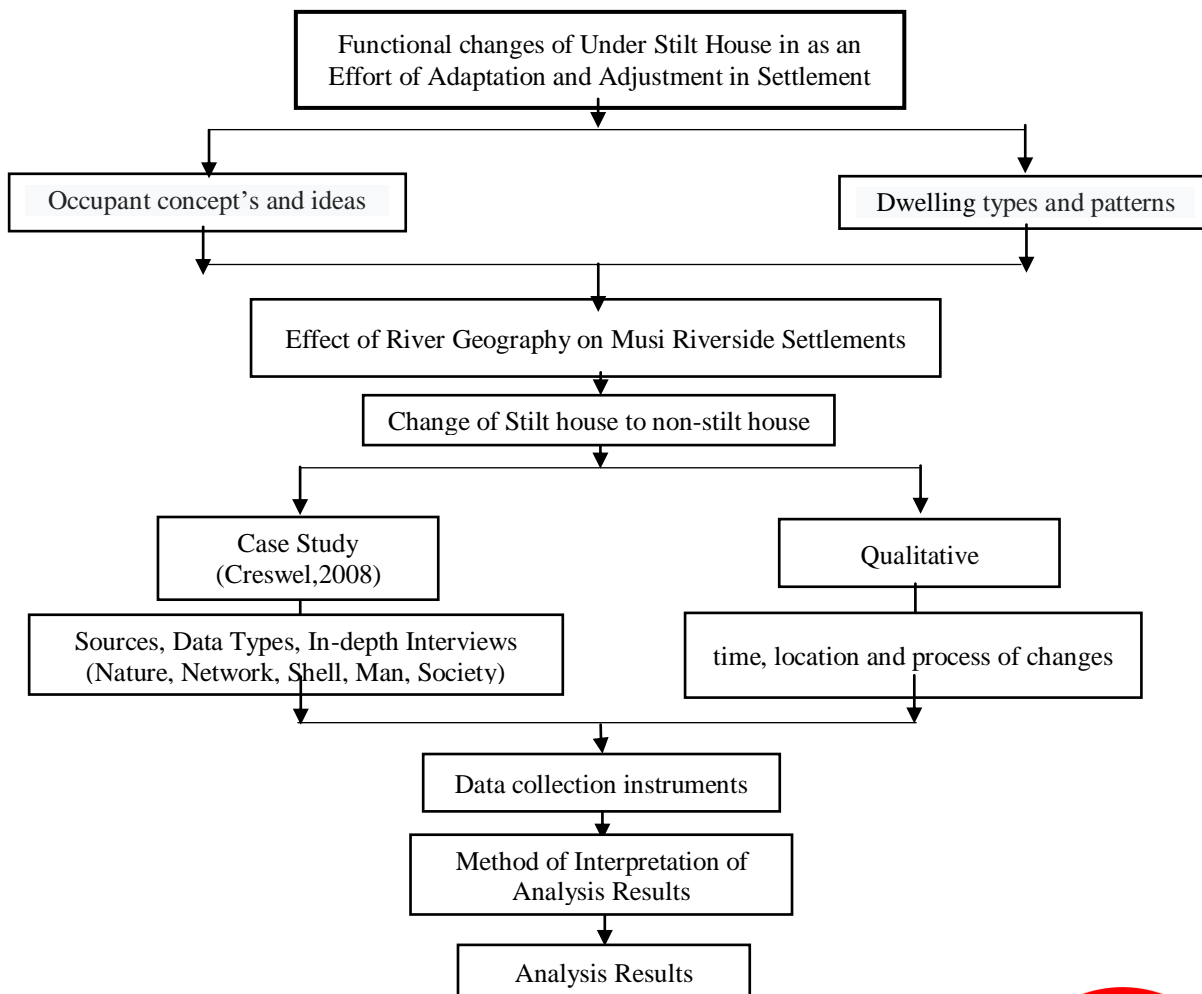 Functional changes of Under Stilt House in as an
Effort of Adaptation and Adjustment in Settlement
Occupant concept’s and ideas
Dwelling types and patterns
Effect of River Geography on Musi Riverside Settlements
Change of Stilt house to non-stilt house
Case Study
(Creswel,2008)
Qualitative
Sources, Data Types, In-depth Interviews
(Nature, Network, Shell, Man, Society)
time, location and process of changes
Data collection instruments
Method of Interpretation of
Analysis Results
Analysis Results